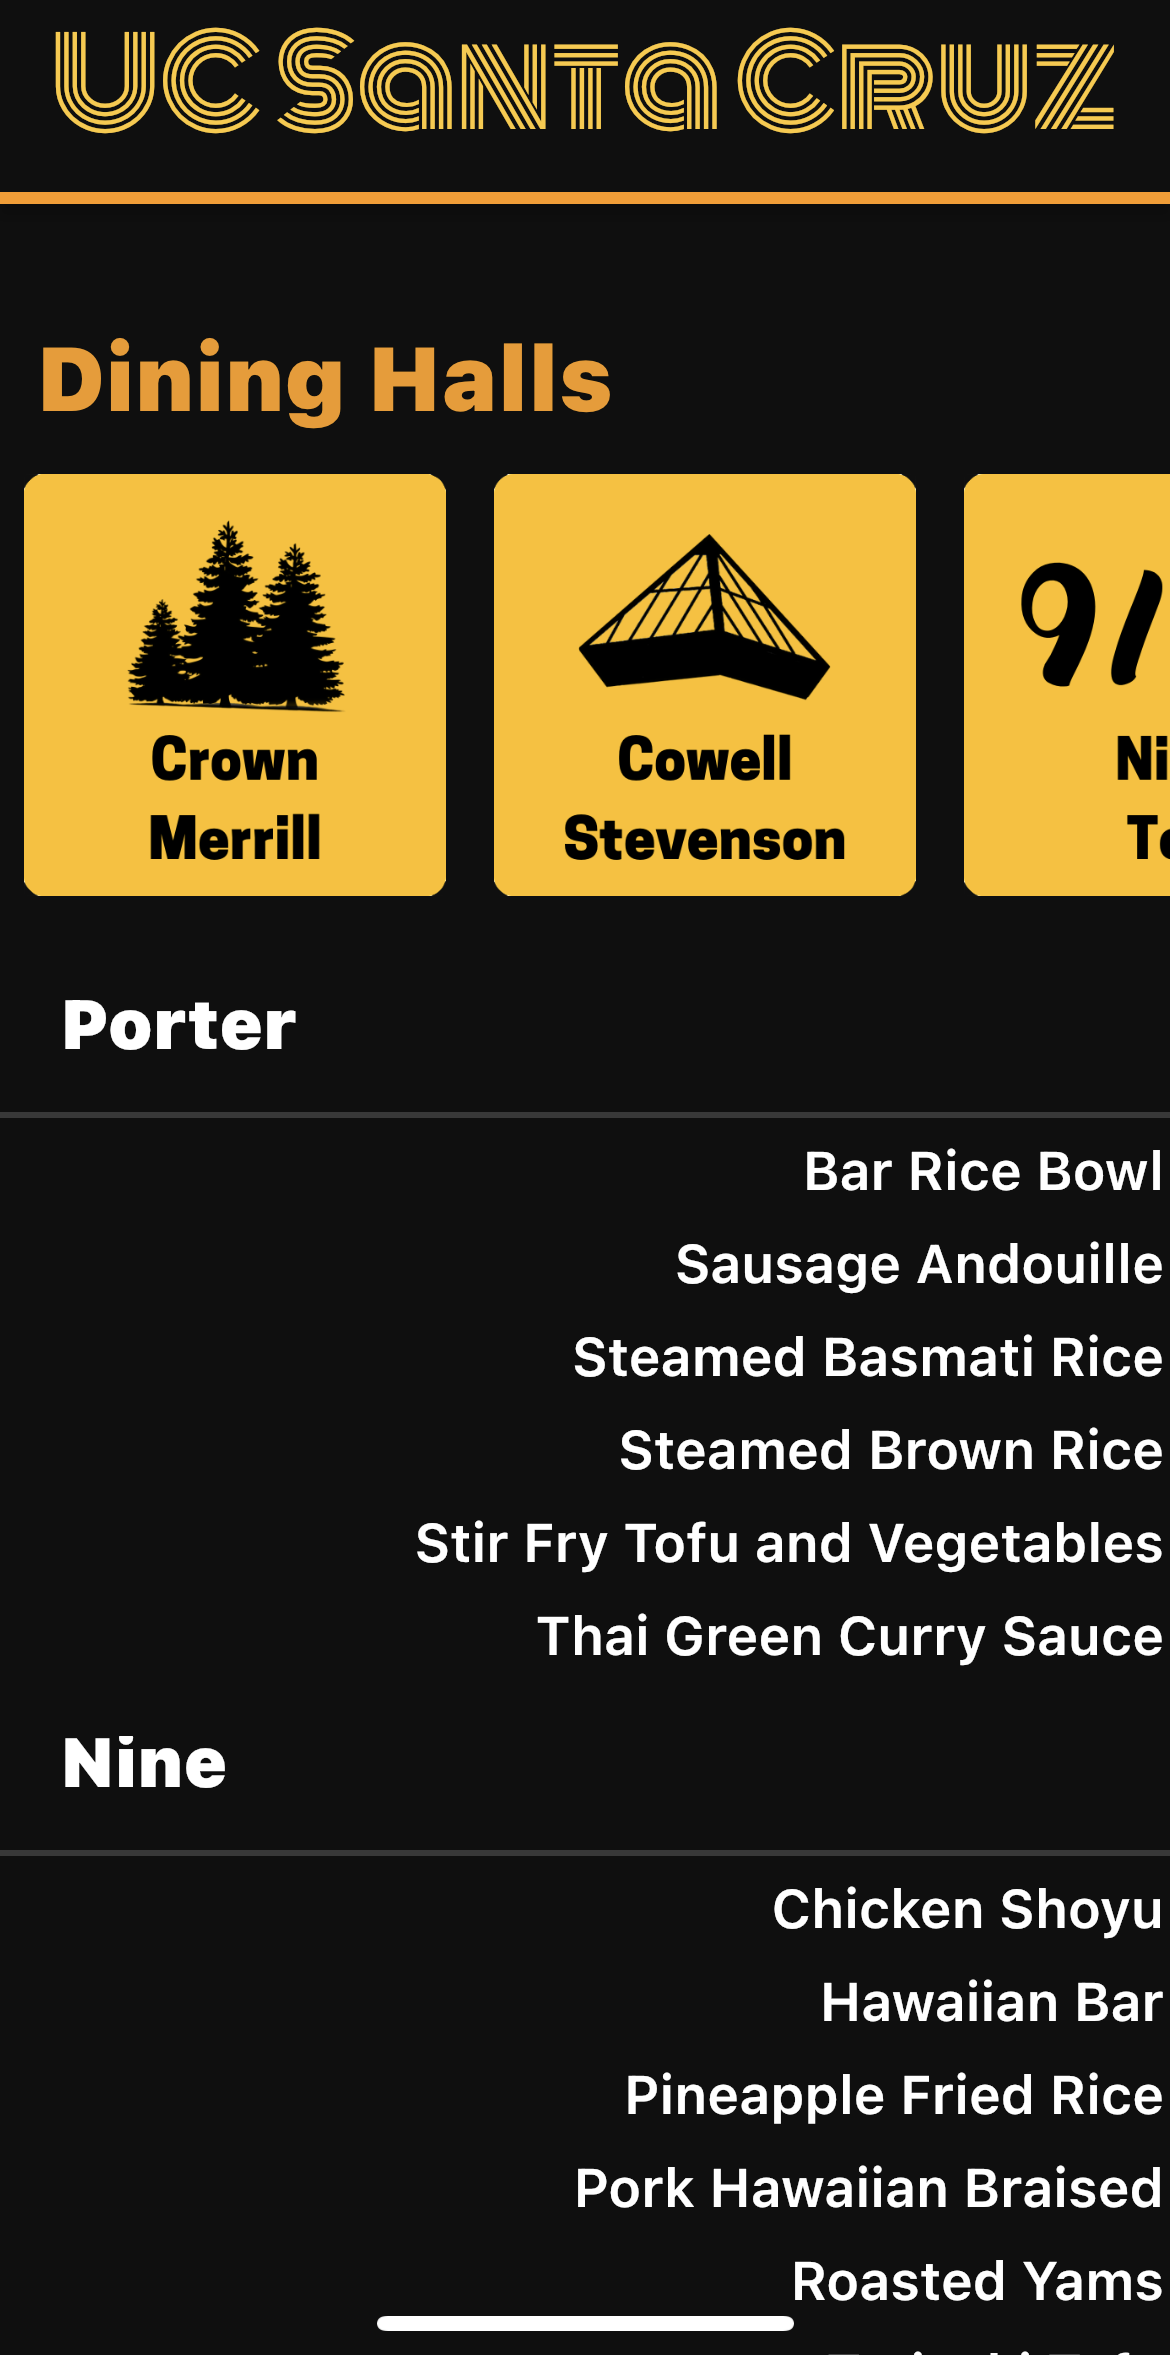 UC Santa Cruz
Dining Halls
Crown
Merrill
Cowell
Stevenson
9/
Ni
Te
Porter
Bar Rice Bowl
Sausage Andouille
Steamed Basmati Rice
Steamed Brown Rice
Stir Fry Tofu and Vegetables
Thai Green Curry Sauce
Nine
Chicken Shoyu
Hawaiian Bar
Pineapple Fried Rice
Pork Hawaiian Braised
Roasted Yams